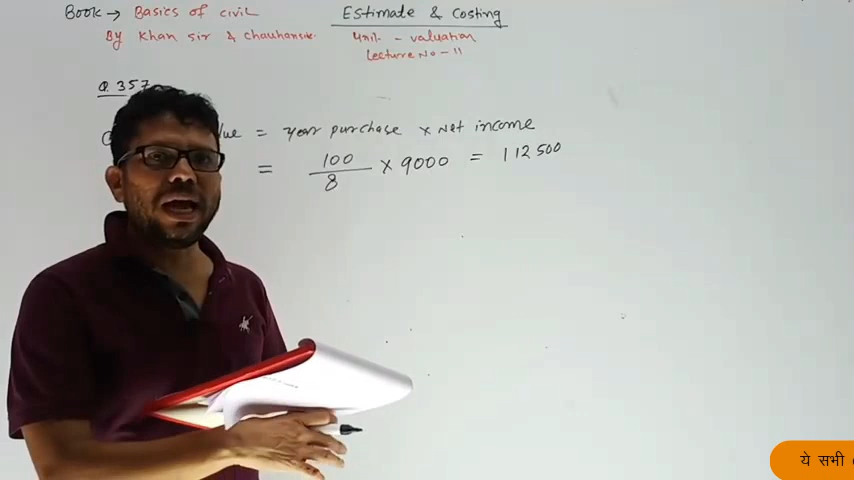 Book → Basics of civil
By Khan sir & Chauhan sir
Estimate & Costing
Unit - valuation
Lecture No - 11
Q. 357
= year purchase × Net income
= 100 / 8 × 9000 = 112500
ये सभी